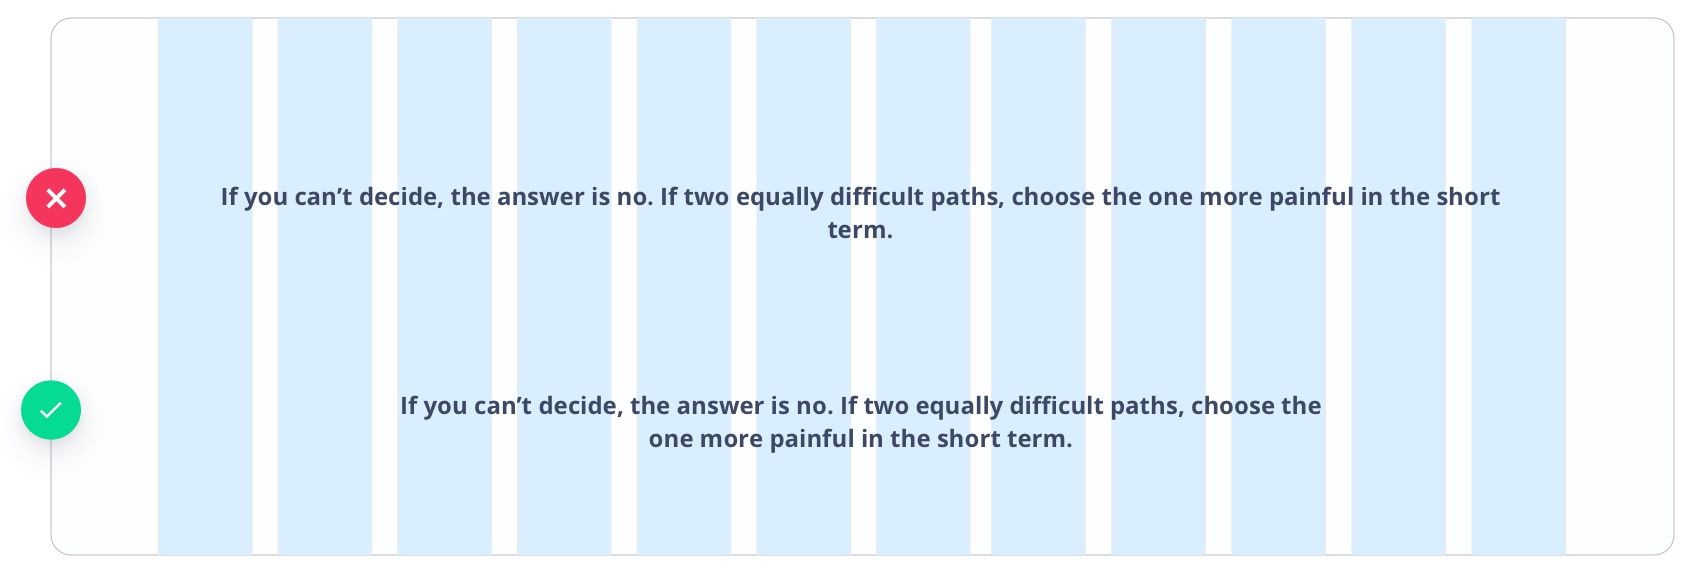 If you can’t decide, the answer is no. If two equally difficult paths, choose the one more painful in the short
term.
If you can’t decide, the answer is no. If two equally difficult paths, choose the
one more painful in the short term.